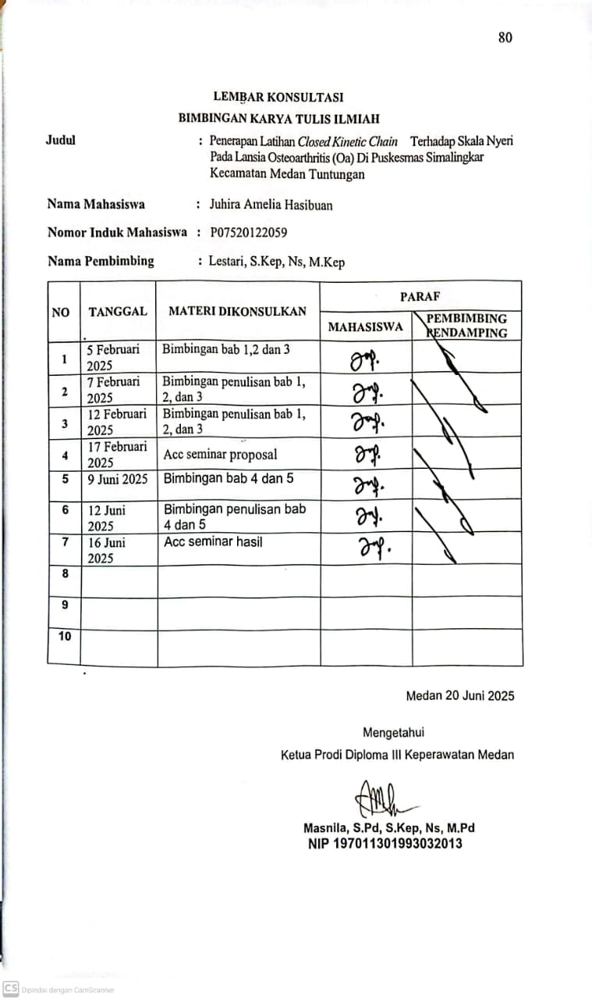 80
LEMBAR KONSULTASI
BIMBINGAN KARYA TULIS ILMIAH
Judul : Penerapan Latihan Closed Kinetic Chain Terhadap Skala Nyeri
Pada Lansia Osteoarthritis (Oa) Di Puskesmas Simalingkar
Kecamatan Medan Tuntungan
Nama Mahasiswa : Juhira Amelia Hasibuan
Nomor Induk Mahasiswa : P07520122059
Nama Pembimbing : Lestari, S.Kep, Ns, M.Kep
NO TANGGAL MATERI DIKONSULKAN PARAF
MAHASISWA PEMBIMBING
PENDAMPING
1 5 Februari Bimbingan bab 1,2 dan 3
2025
2 7 Februari Bimbingan penulisan bab 1,
2025 2, dan 3
3 12 Februari Bimbingan penulisan bab 1,
2025 2, dan 3
4 17 Februari Acc seminar proposal
2025
5 9 Juni 2025 Bimbingan bab 4 dan 5
6 12 Juni Bimbingan penulisan bab
2025 4 dan 5
7 16 Juni Acc seminar hasil
2025
8
9
10
Medan 20 Juni 2025
Mengetahui
Ketua Prodi Diploma III Keperawatan Medan
Masnila, S.Pd, S.Kep, Ns, M.Pd
NIP 197011301993032013
CS Dipindai dengan CamScanner